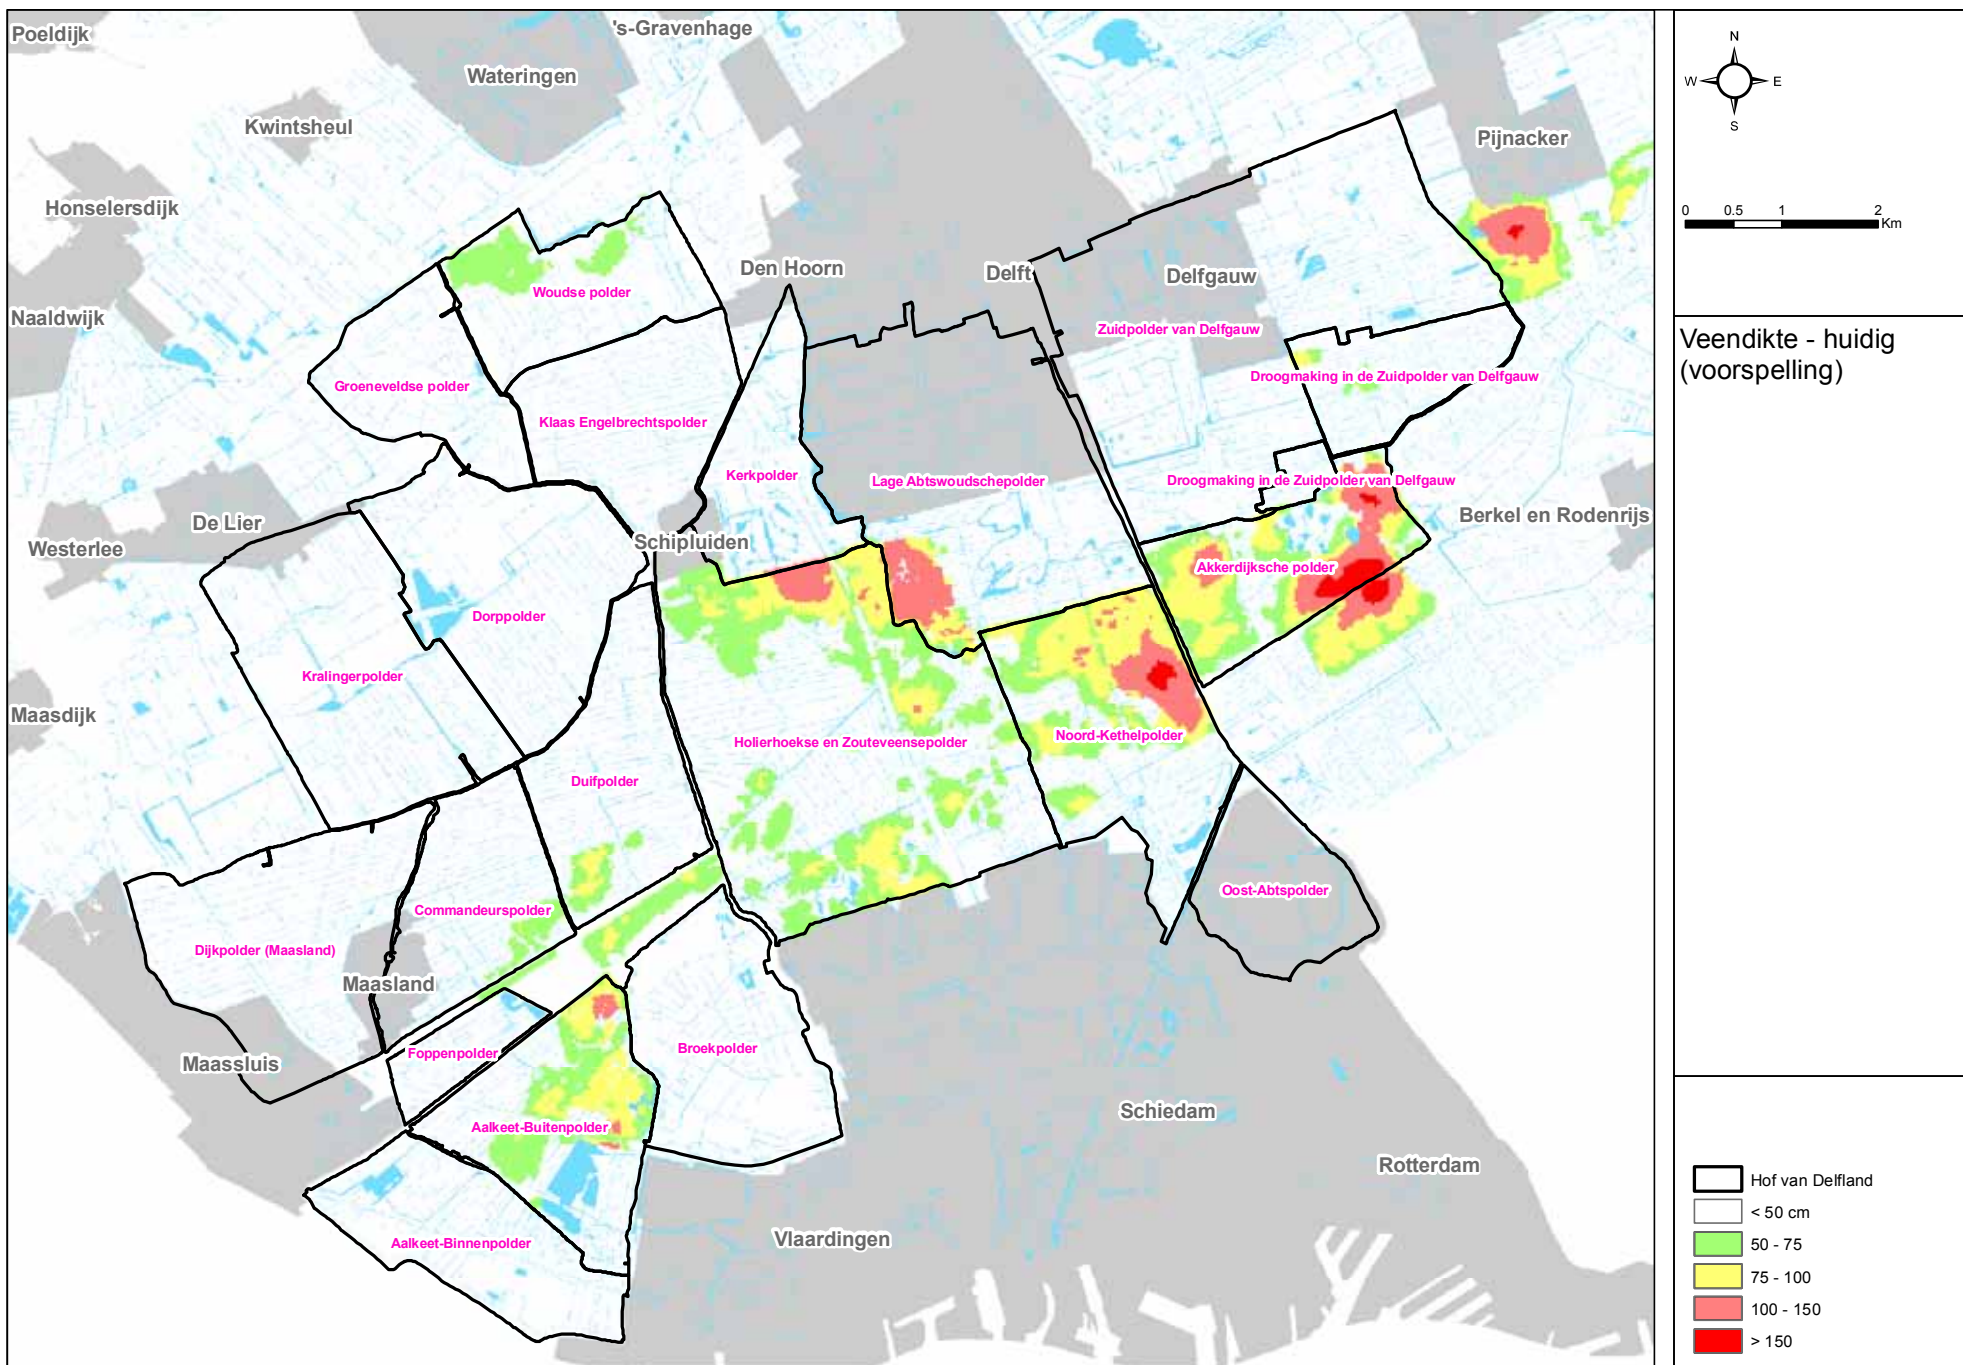 Poeldijk
's-Gravenhage
Wateringen
Kwintsheul
Pijnacker
Honselersdijk
Den Hoorn
Delft
Delfgauw
Woudse polder
Naaldwijk
Zuidpolder van Delfgauw
Groeneveldse polder
Droogmaking in de Zuidpolder van Delfgauw
Klaas Engelbrechtspolder
Kerkpolder
Lage Abtswoudschepolder
Droogmaking in de Zuidpolder van Delfgauw
De Lier
Berkel en Rodenrijs
Westerlee
Schipluiden
Akkerdijksche polder
Dorppolder
Kralingerpolder
Maasdijk
Holierhoekse en Zouteveensepolder
Noord-Kethelpolder
Duifpolder
Oost-Abtspolder
Commandeurspolder
Dijkpolder (Maasland)
Maasland
Maassluis
Foppenpolder
Broekpolder
Schiedam
Aalkeet-Buitenpolder
Rotterdam
Vlaardingen
Aalkeet-Binnenpolder
N
W E
S
0 0.5 1 2
Km
Veendikte - huidig
(voorspelling)
Hof van Delfland
< 50 cm
50 - 75
75 - 100
100 - 150
> 150